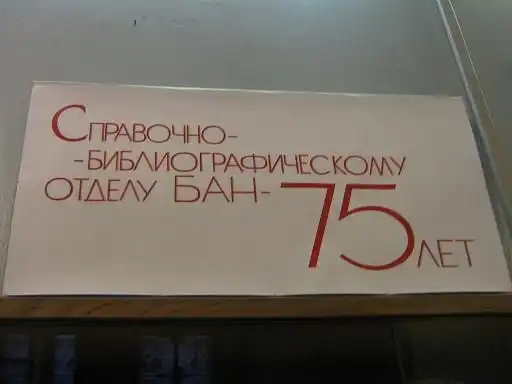 Справочно-
-библиографическому
отделу БАН-75 лет